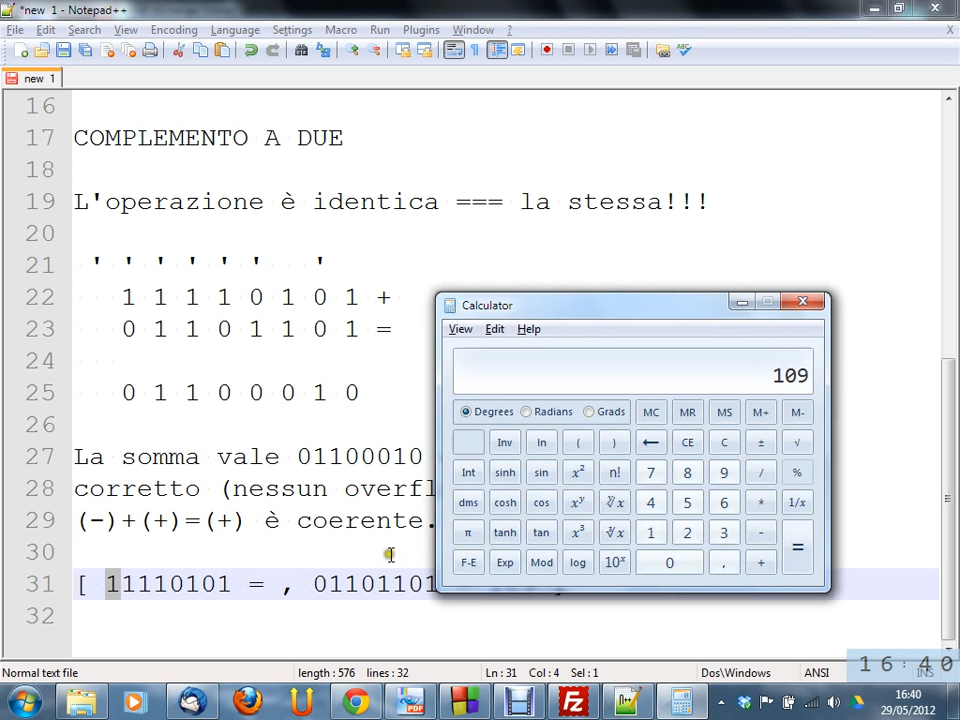 *new 1 - Notepad++
File Edit Search View Encoding Language Settings Macro Run Plugins Window ? X
new 1
16
17 COMPLEMENTO A DUE
18
19 L'operazione è identica === la stessa!!!
20
21 ' ' ' ' ' ' '
22 1 1 1 1 0 1 0 1 +
23 0 1 1 0 1 1 0 1 =
24
25 0 1 1 0 0 0 1 0
26
27 La somma vale 01100010
28 corretto (nessun overfl
29 (-)+(+)=(+) è coerente.
30
31 [ 11110101 = , 01101101
32
Calculator
View Edit Help
109
Degrees Radians Grads MC MR MS M+ M-
Inv ln ( ) ← CE C ± √
Int sinh sin x² n! 7 8 9 / %
dms cosh cos xʸ ʸ√x 4 5 6 * 1/x
π tanh tan x³ ³√x 1 2 3 - =
F-E Exp Mod log 10ˣ 0 , +
Normal text file length : 576 lines : 32 Ln : 31 Col : 4 Sel : 1 Dos\Windows ANSI INS
16:40
PDF
16:40
29/05/2012